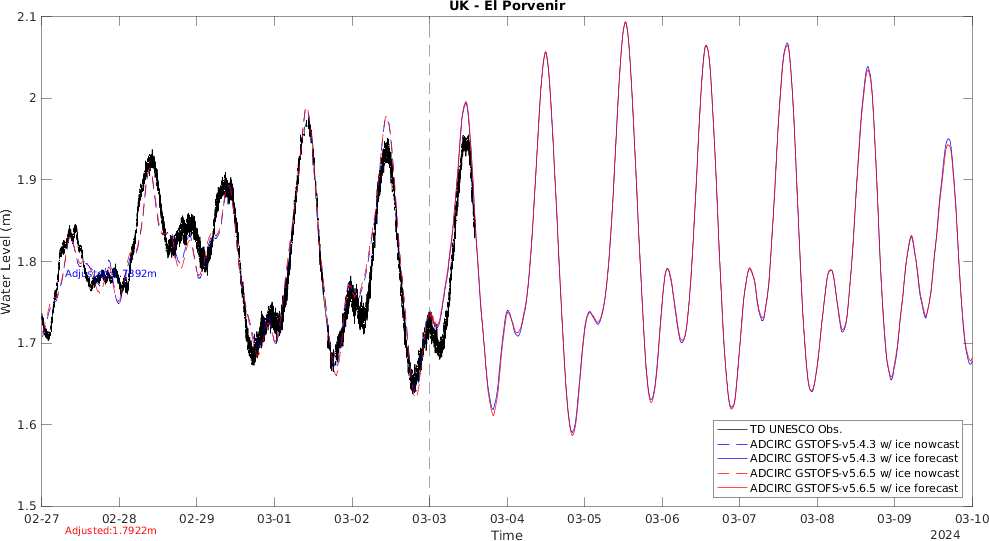 UK - El Porvenir
2.1
2
1.9
1.8
1.7
1.6
1.5
Water Level (m)
Adjusted:1.7892m
TD UNESCO Obs.
ADCIRC GSTOFS-v5.4.3 w/ ice nowcast
ADCIRC GSTOFS-v5.4.3 w/ ice forecast
ADCIRC GSTOFS-v5.6.5 w/ ice nowcast
ADCIRC GSTOFS-v5.6.5 w/ ice forecast
02-27 02-28 02-29 03-01 03-02 03-03 03-04 03-05 03-06 03-07 03-08 03-09 03-10
Adjusted:1.7922m
Time
2024